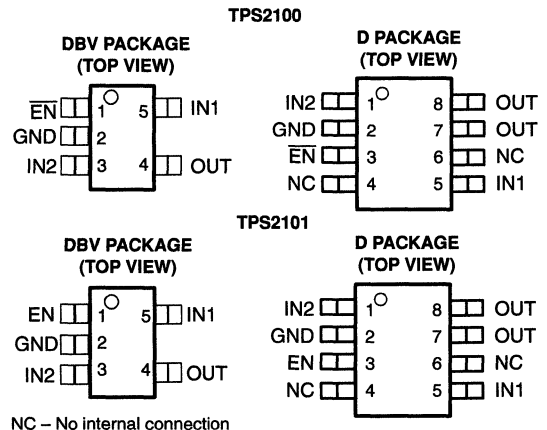 TPS2100
DBV PACKAGE
(TOP VIEW)
E̅N̅ 1 5 IN1
GND 2
IN2 3 4 OUT
D PACKAGE
(TOP VIEW)
IN2 1 8 OUT
GND 2 7 OUT
E̅N̅ 3 6 NC
NC 4 5 IN1
TPS2101
DBV PACKAGE
(TOP VIEW)
EN 1 5 IN1
GND 2
IN2 3 4 OUT
D PACKAGE
(TOP VIEW)
IN2 1 8 OUT
GND 2 7 OUT
EN 3 6 NC
NC 4 5 IN1
NC – No internal connection